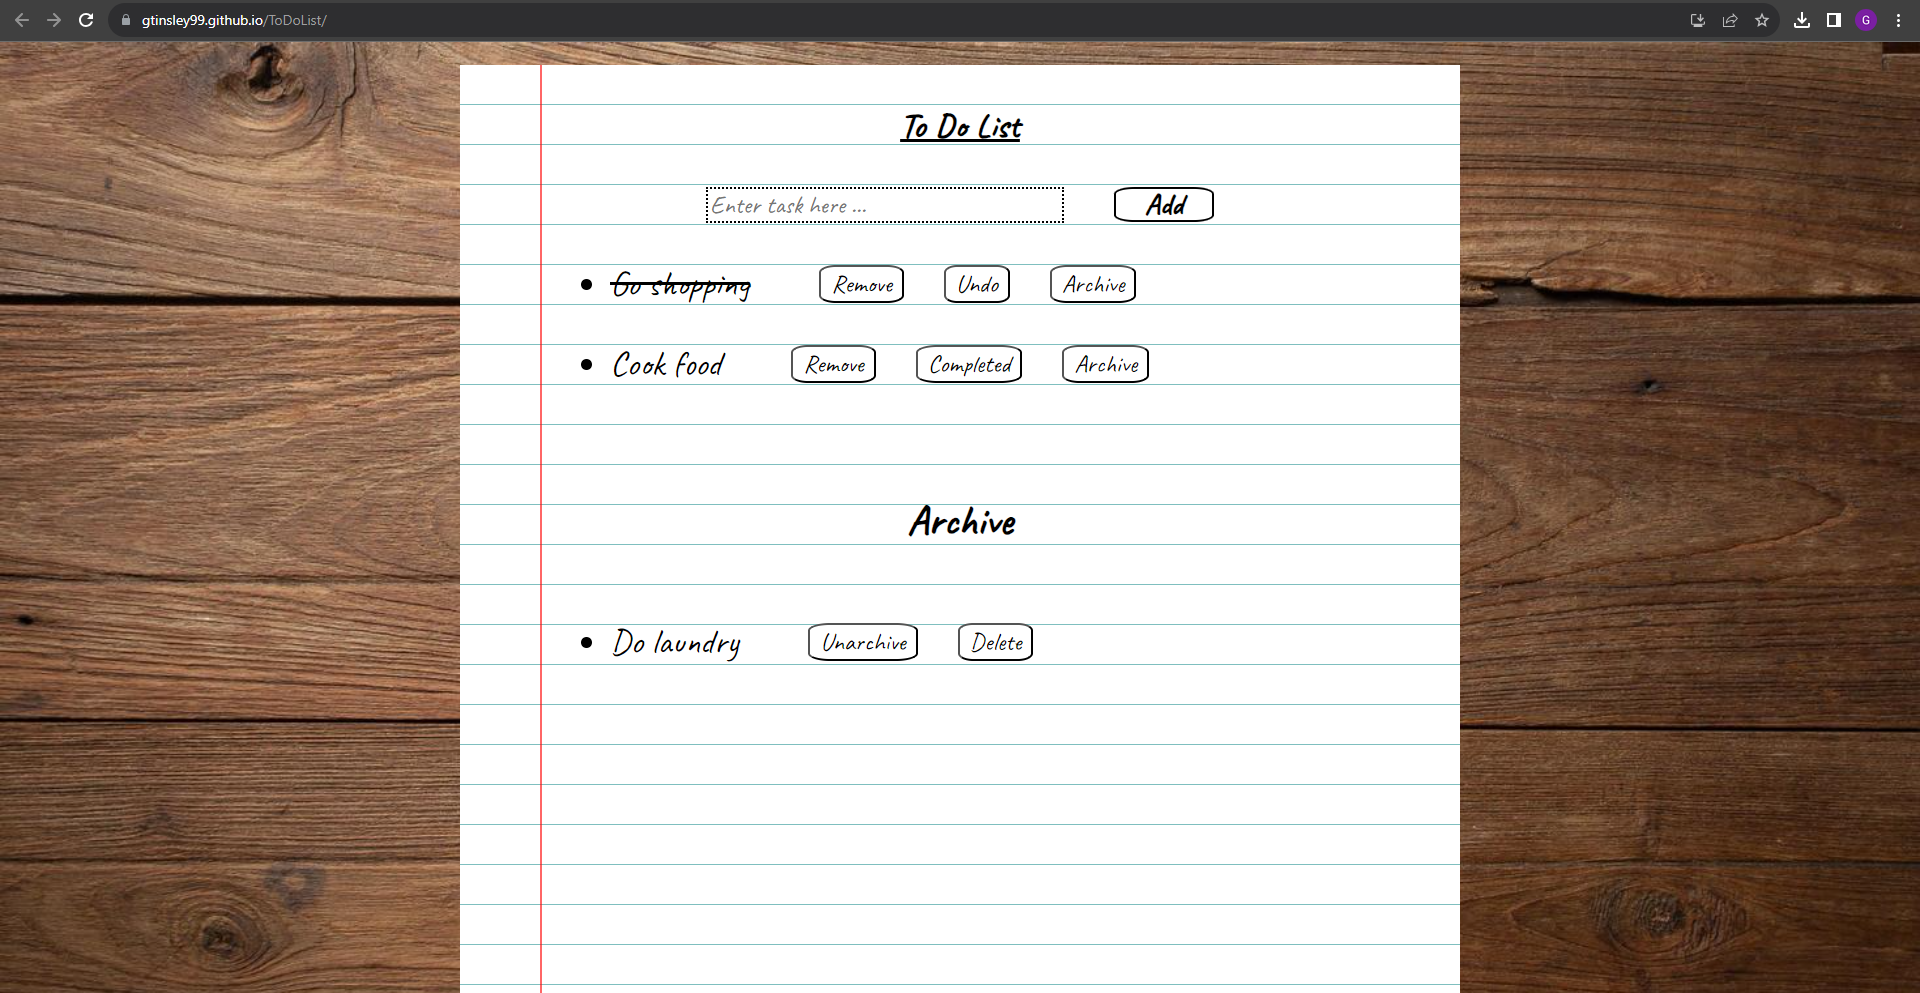 gtinsley99.github.io/ToDoList/
G
To Do List
Enter task here ... Add
Go shopping Remove Undo Archive
Cook food Remove Completed Archive
Archive
Do laundry Unarchive Delete